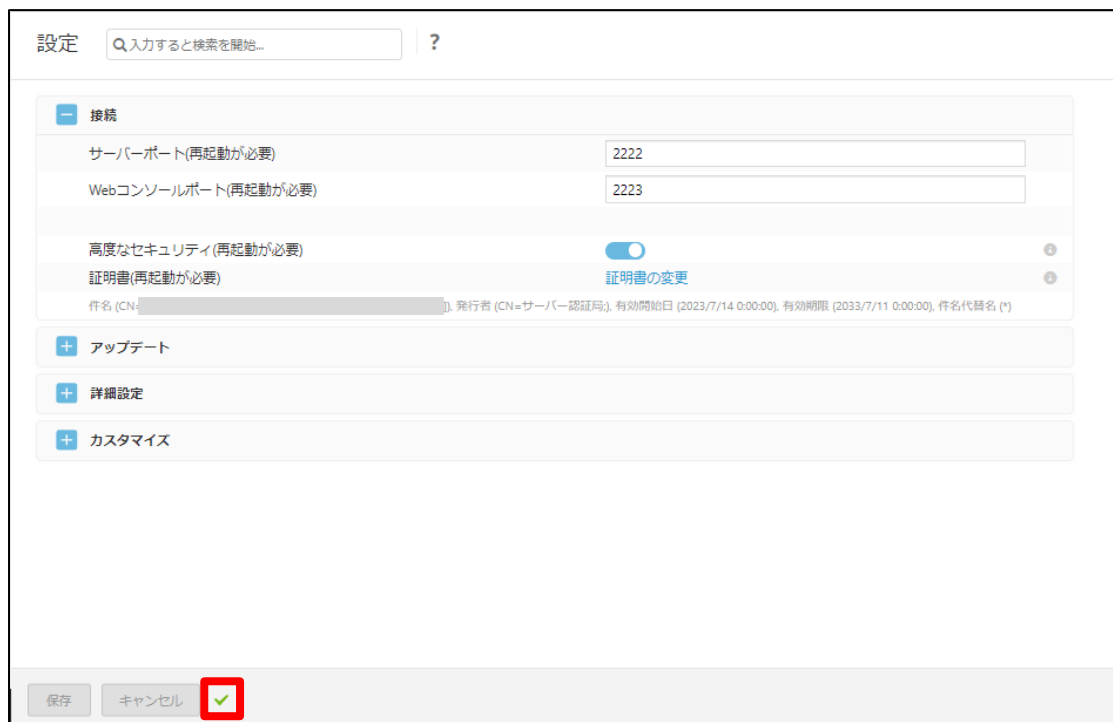 設定
入力すると検索を開始...
?
接続
サーバーポート(再起動が必要)
2222
Webコンソールポート(再起動が必要)
2223
高度なセキュリティ(再起動が必要)
証明書(再起動が必要)
証明書の変更
件名 (CN= ]), 発行者 (CN=サーバー認証局;), 有効開始日 (2023/7/14 0:00:00), 有効期限 (2033/7/11 0:00:00), 件名代替名 (*)
アップデート
詳細設定
カスタマイズ
保存
キャンセル